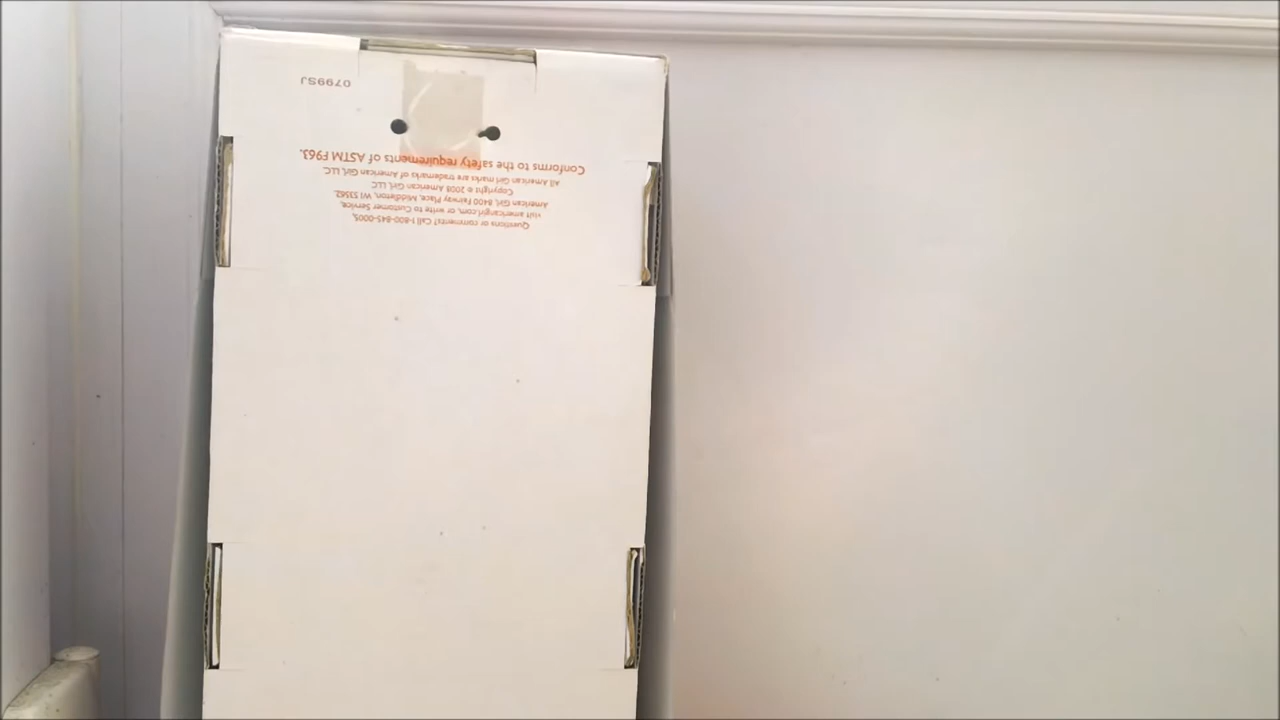 Questions or comments? Call 1-800-845-0005,
visit americangirl.com, or write to Customer Service,
American Girl, 8400 Fairway Place, Middleton, WI 53562.
Copyright © 2008 American Girl, LLC
All American Girl marks are trademarks of American Girl, LLC.
Conforms to the safety requirements of ASTM F963.
0799SJ